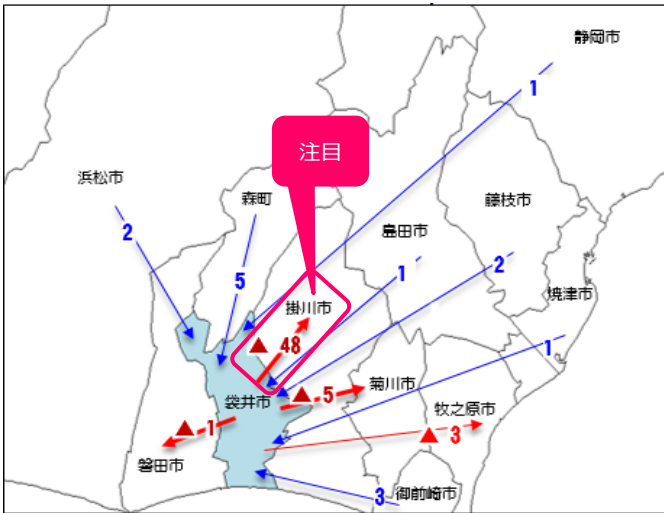 静岡市
1
注目
浜松市
森町
藤枝市
島田市
2
5
1
2
焼津市
掛川市
▲48
1
▲5
菊川市
袋井市
牧之原市
▲1
▲3
磐田市
3
御前崎市